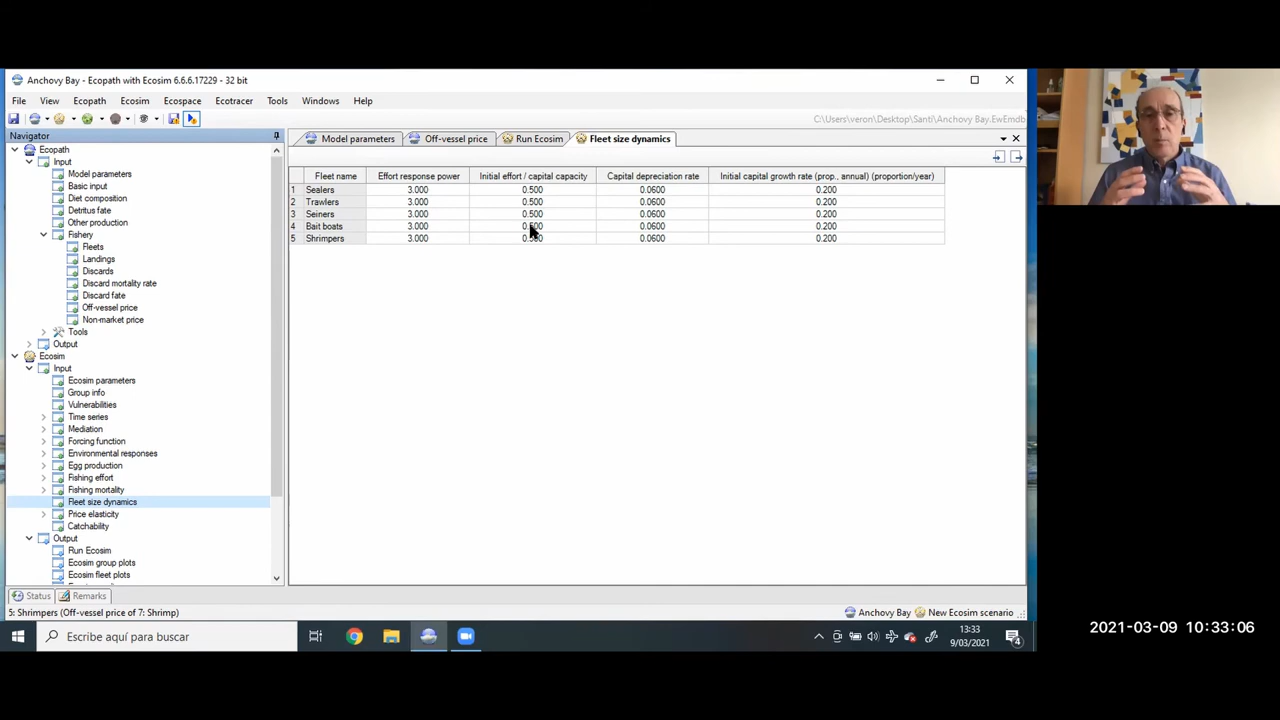 Anchovy Bay - Ecopath with Ecosim 6.6.6.17229 - 32 bit
File View Ecopath Ecosim Ecospace Ecotracer Tools Windows Help
C:\Users\veron\Desktop\Santi\Anchovy Bay.EwEmdb
Navigator
Ecopath
Input
Model parameters
Basic input
Diet composition
Detritus fate
Other production
Fishery
Fleets
Landings
Discards
Discard mortality rate
Discard fate
Off-vessel price
Non-market price
Tools
Output
Ecosim
Input
Ecosim parameters
Group info
Vulnerabilities
Time series
Mediation
Forcing function
Environmental responses
Egg production
Fishing effort
Fishing mortality
Fleet size dynamics
Price elasticity
Catchability
Output
Run Ecosim
Ecosim group plots
Ecosim fleet plots
Model parameters Off-vessel price Run Ecosim Fleet size dynamics
Fleet name Effort response power Initial effort / capital capacity Capital depreciation rate Initial capital growth rate (prop., annual) (proportion/year)
1 Sealers 3.000 0.500 0.0600 0.200
2 Trawlers 3.000 0.500 0.0600 0.200
3 Seiners 3.000 0.500 0.0600 0.200
4 Bait boats 3.000 0.500 0.0600 0.200
5 Shrimpers 3.000 0.500 0.0600 0.200
Status Remarks
5: Shrimpers (Off-vessel price of 7: Shrimp) Anchovy Bay New Ecosim scenario
Escribe aquí para buscar
13:33
9/03/2021
4
2021-03-09 10:33:06